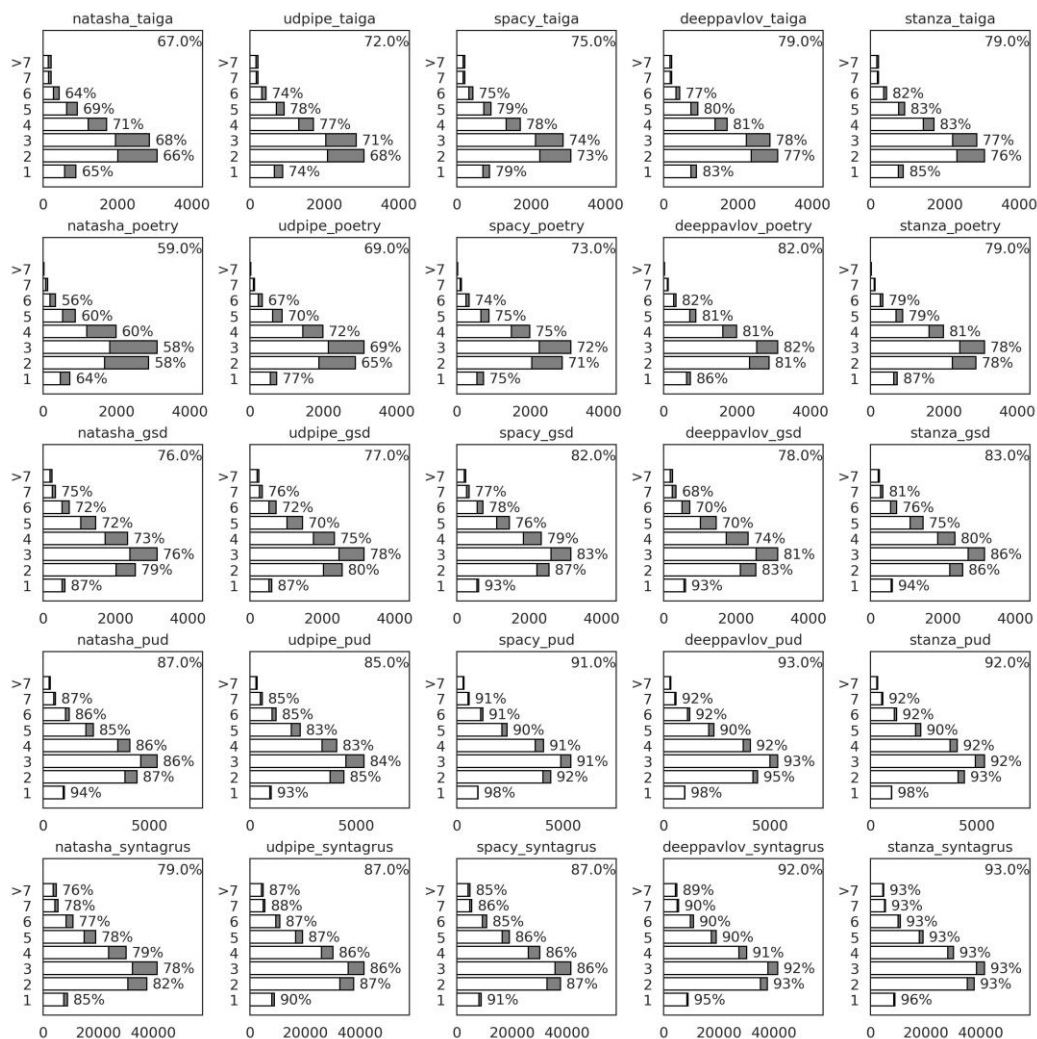 natasha_taiga udpipe_taiga spacy_taiga deeppavlov_taiga stanza_taiga
67.0% 72.0% 75.0% 79.0% 79.0%
>7 >7 >7 >7 >7
7 7 7 7 7
6 64% 6 74% 6 75% 6 77% 6 82%
5 69% 5 78% 5 79% 5 80% 5 83%
4 71% 4 77% 4 78% 4 81% 4 83%
3 68% 3 71% 3 74% 3 78% 3 77%
2 66% 2 68% 2 73% 2 77% 2 76%
1 65% 1 74% 1 79% 1 83% 1 85%
0 2000 4000 0 2000 4000 0 2000 4000 0 2000 4000 0 2000 4000
natasha_poetry udpipe_poetry spacy_poetry deeppavlov_poetry stanza_poetry
59.0% 69.0% 73.0% 82.0% 79.0%
>7 >7 >7 >7 >7
7 7 7 7 7
6 56% 6 67% 6 74% 6 82% 6 79%
5 60% 5 70% 5 75% 5 81% 5 79%
4 60% 4 72% 4 75% 4 81% 4 81%
3 58% 3 69% 3 72% 3 82% 3 78%
2 58% 2 65% 2 71% 2 81% 2 78%
1 64% 1 77% 1 75% 1 86% 1 87%
0 2000 4000 0 2000 4000 0 2000 4000 0 2000 4000 0 2000 4000
natasha_gsd udpipe_gsd spacy_gsd deeppavlov_gsd stanza_gsd
76.0% 77.0% 82.0% 78.0% 83.0%
>7 >7 >7 >7 >7
7 75% 7 76% 7 77% 7 68% 7 81%
6 72% 6 72% 6 78% 6 70% 6 76%
5 72% 5 70% 5 76% 5 70% 5 75%
4 73% 4 75% 4 79% 4 74% 4 80%
3 76% 3 78% 3 83% 3 81% 3 86%
2 79% 2 80% 2 87% 2 83% 2 86%
1 87% 1 87% 1 93% 1 93% 1 94%
0 2000 4000 0 2000 4000 0 2000 4000 0 2000 4000 0 2000 4000
natasha_pud udpipe_pud spacy_pud deeppavlov_pud stanza_pud
87.0% 85.0% 91.0% 93.0% 92.0%
>7 >7 >7 >7 >7
7 87% 7 85% 7 91% 7 92% 7 92%
6 86% 6 85% 6 91% 6 92% 6 92%
5 85% 5 83% 5 90% 5 90% 5 90%
4 86% 4 83% 4 91% 4 92% 4 92%
3 86% 3 84% 3 91% 3 93% 3 92%
2 87% 2 85% 2 92% 2 95% 2 93%
1 94% 1 93% 1 98% 1 98% 1 98%
0 5000 0 5000 0 5000 0 5000 0 5000
natasha_syntagrus udpipe_syntagrus spacy_syntagrus deeppavlov_syntagrus stanza_syntagrus
79.0% 87.0% 87.0% 92.0% 93.0%
>7 76% >7 87% >7 85% >7 89% >7 93%
7 78% 7 88% 7 86% 7 90% 7 93%
6 77% 6 87% 6 85% 6 90% 6 93%
5 78% 5 87% 5 86% 5 90% 5 93%
4 79% 4 86% 4 86% 4 91% 4 93%
3 78% 3 86% 3 86% 3 92% 3 93%
2 82% 2 87% 2 87% 2 93% 2 93%
1 85% 1 90% 1 91% 1 95% 1 96%
0 20000 40000 0 20000 40000 0 20000 40000 0 20000 40000 0 20000 40000